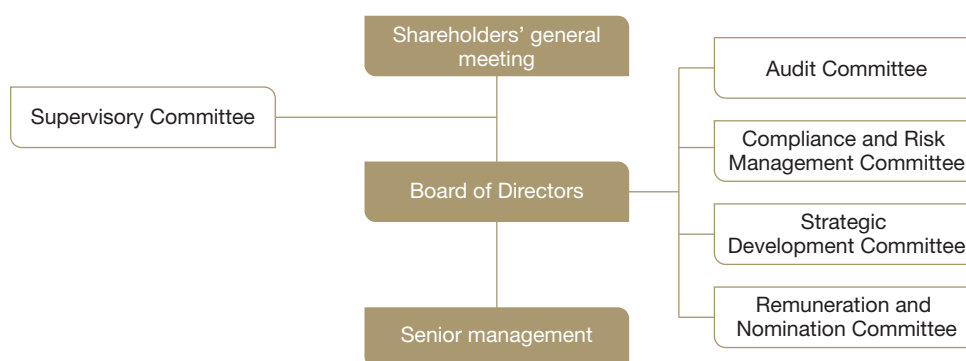 Shareholders’ general
meeting
Supervisory Committee
Board of Directors
Senior management
Audit Committee
Compliance and Risk
Management Committee
Strategic
Development Committee
Remuneration and
Nomination Committee